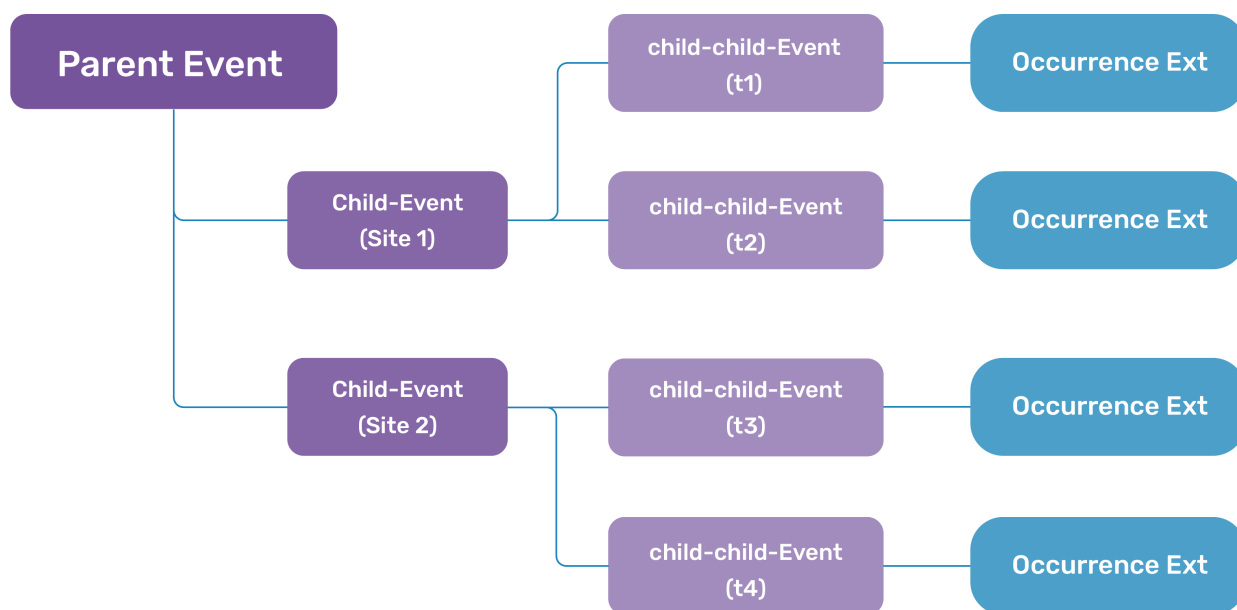 Parent Event
child-child-Event
(t1)
Occurrence Ext
Child-Event
(Site 1)
child-child-Event
(t2)
Occurrence Ext
Child-Event
(Site 2)
child-child-Event
(t3)
Occurrence Ext
child-child-Event
(t4)
Occurrence Ext